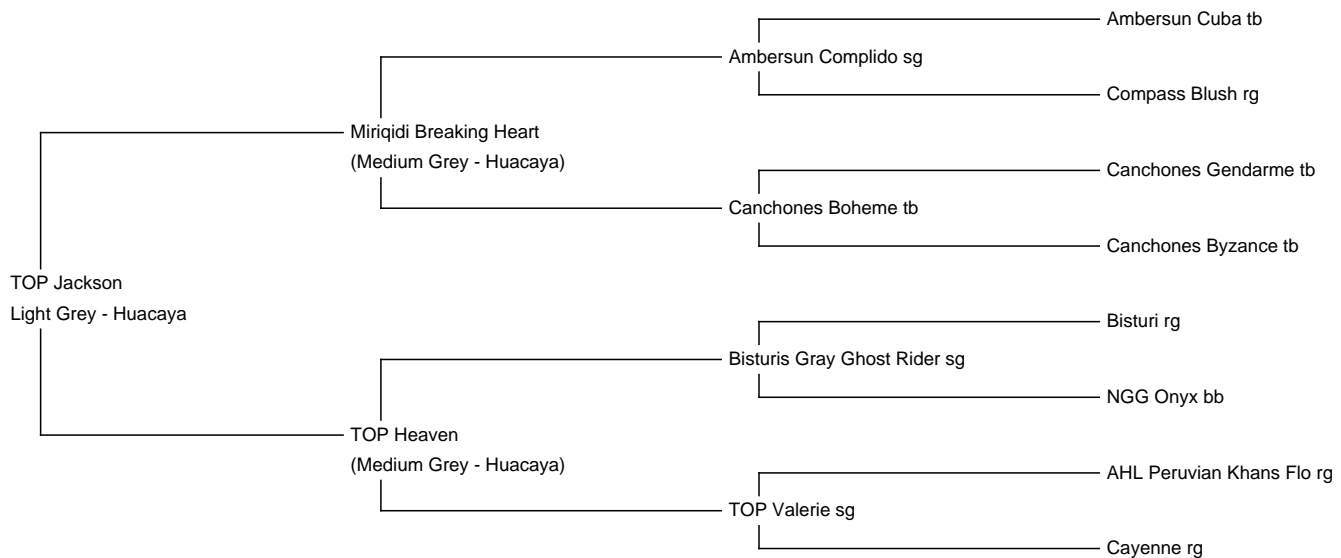 Ambersun Cuba tb
Ambersun Complido sg
Compass Blush rg
Miriqidi Breaking Heart
(Medium Grey - Huacaya)
Canchones Gendarme tb
Canchones Boheme tb
Canchones Byzance tb
TOP Jackson
Light Grey - Huacaya
Bisturi rg
Bisturis Gray Ghost Rider sg
NGG Onyx bb
TOP Heaven
(Medium Grey - Huacaya)
AHL Peruvian Khans Flo rg
TOP Valerie sg
Cayenne rg